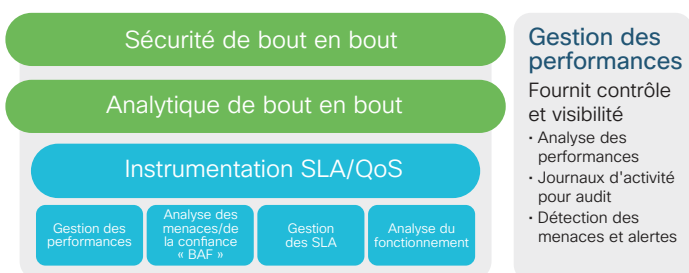 Sécurité de bout en bout
Analytique de bout en bout
Instrumentation SLA/QoS
Gestion des
performances
Analyse des
menaces/de
la confiance
« BAF »
Gestion
des SLA
Analyse du
fonctionnement
Gestion des
performances
Fournit contrôle
et visibilité
· Analyse des
performances
· Journaux d'activité
pour audit
· Détection des
menaces et alertes